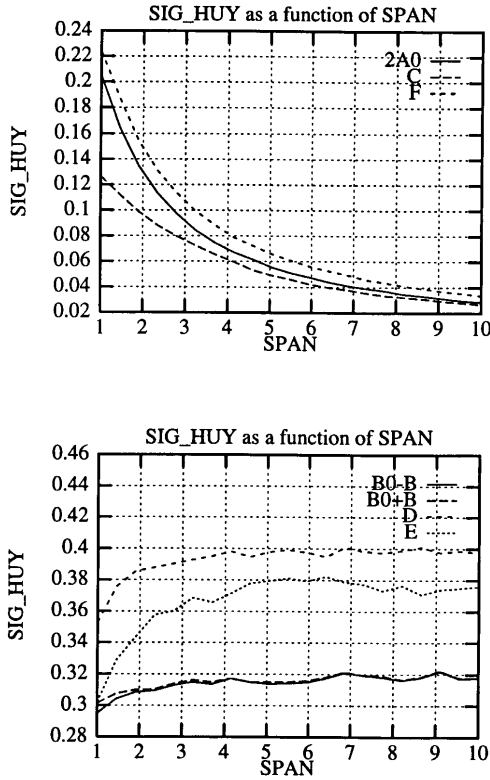 SIG_HUY as a function of SPAN
0.24
0.22
0.2
0.18
0.16
0.14
0.12
0.1
0.08
0.06
0.04
0.02
SIG_HUY
2A0
C
F
1 2 3 4 5 6 7 8 9 10
SPAN
SIG_HUY as a function of SPAN
0.46
0.44
0.42
0.4
0.38
0.36
0.34
0.32
0.3
0.28
SIG_HUY
B0-B
B0+B
D
E
1 2 3 4 5 6 7 8 9 10
SPAN